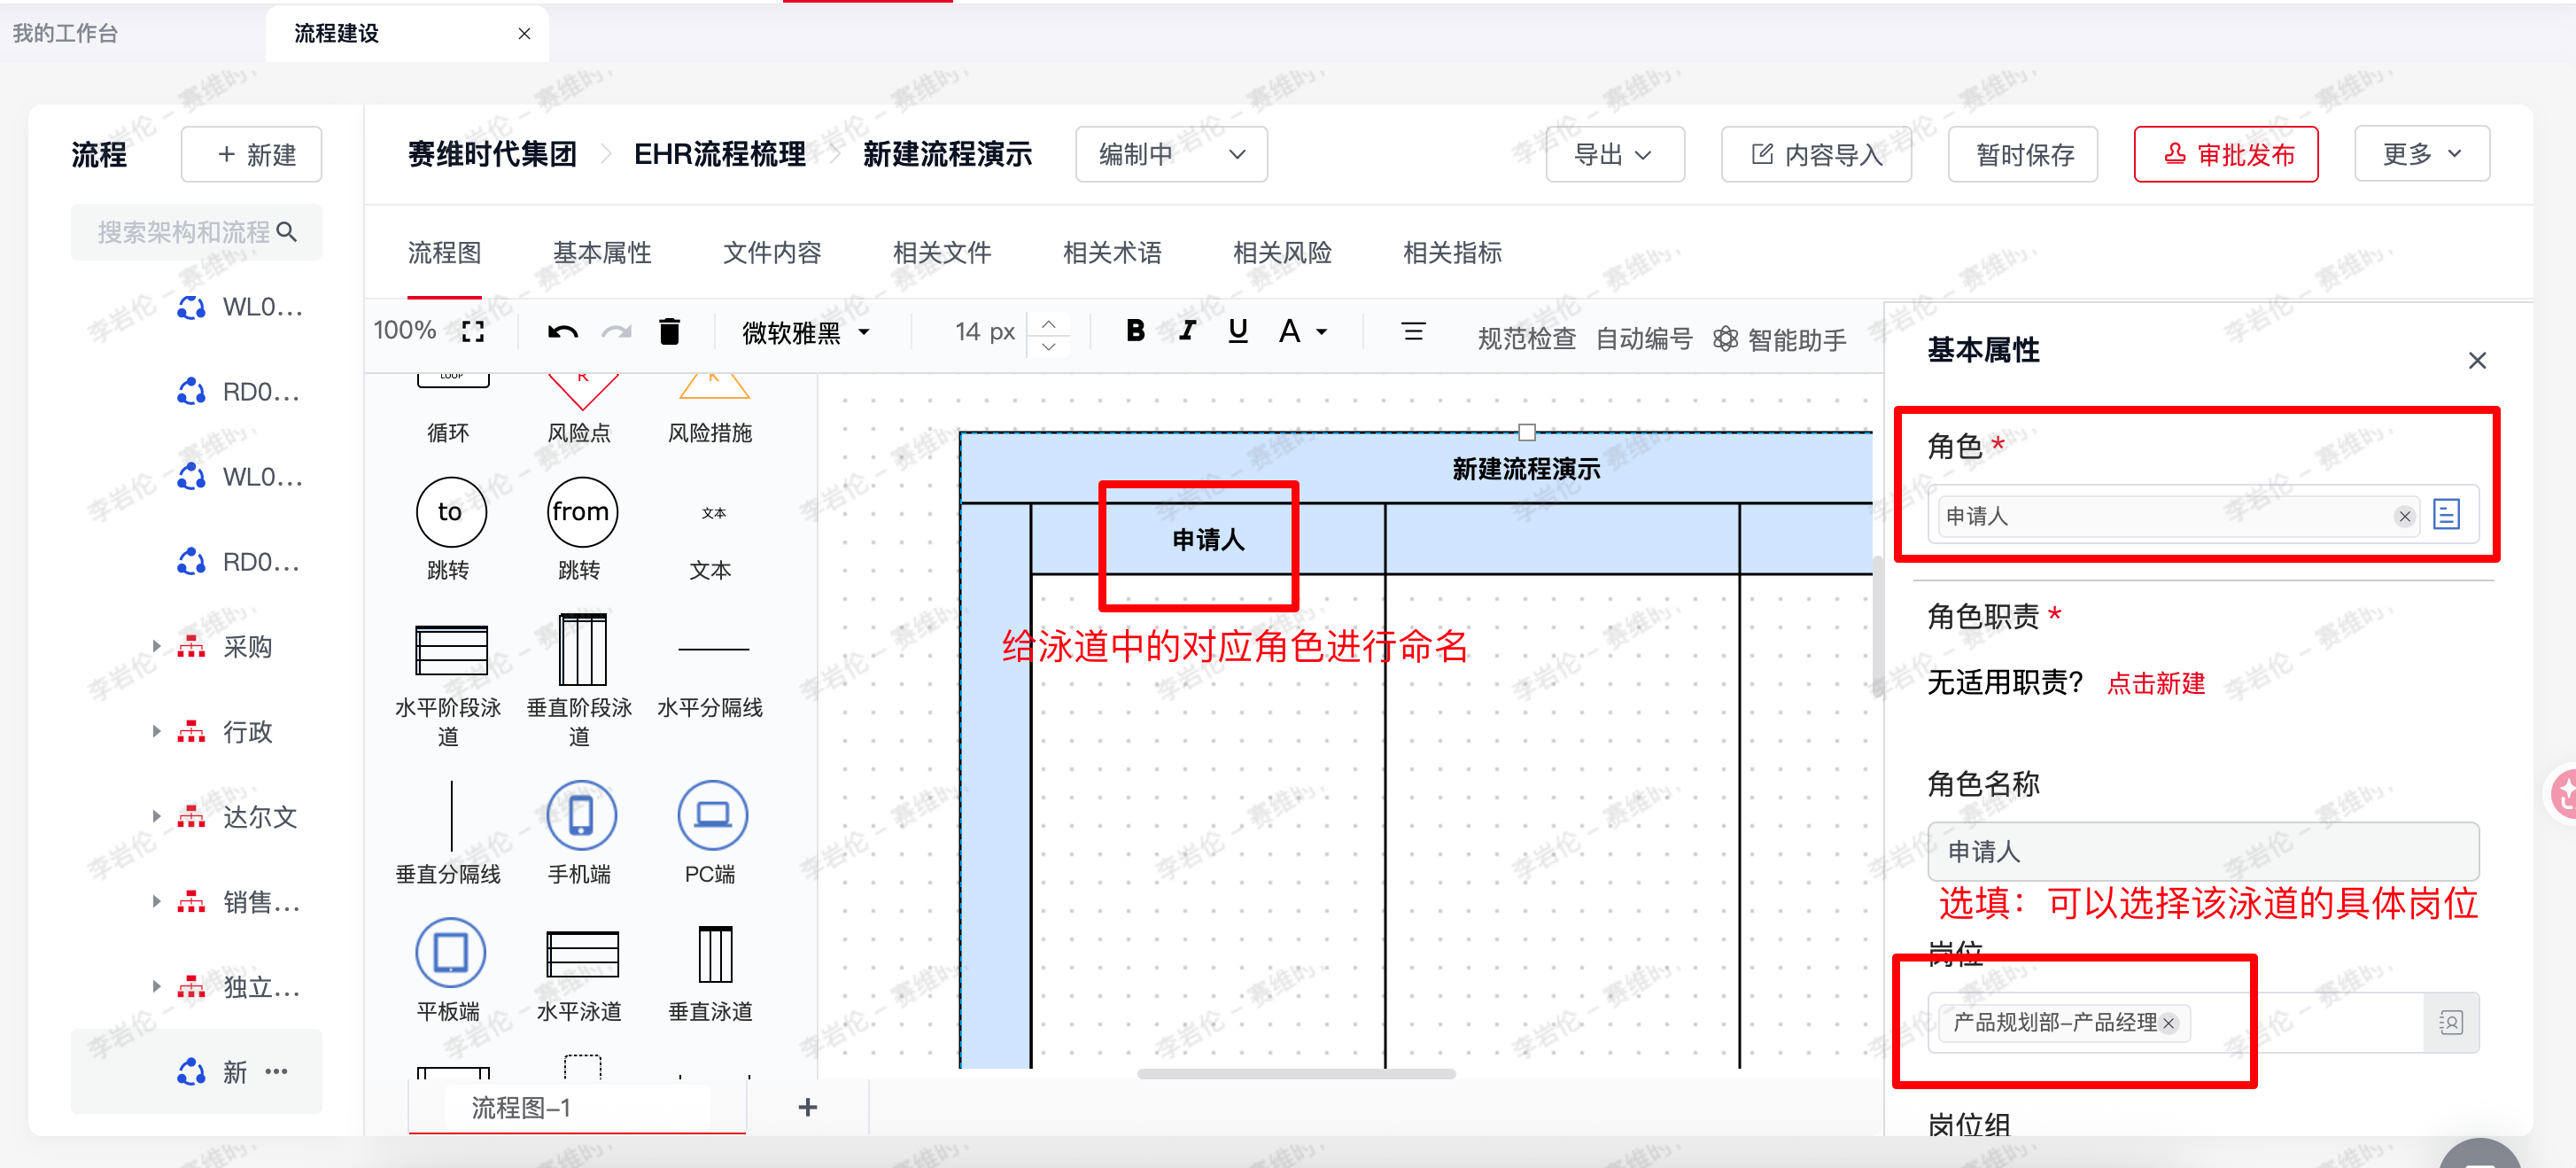 我的工作台
流程建设
流程
+ 新建
搜索架构和流程
WL0...
RD0...
WL0...
RD0...
采购
行政
达尔文
销售...
独立...
新 ···
赛维时代集团 > EHR流程梳理 > 新建流程演示
编制中
导出
内容导入
暂时保存
审批发布
更多
流程图
基本属性
文件内容
相关文件
相关术语
相关风险
相关指标
100%
微软雅黑
14 px
B I U A
规范检查 自动编号 智能助手
LOOP
R
K
循环
风险点
风险措施
to
from
文本
跳转
跳转
文本
水平阶段泳道
垂直阶段泳道
水平分隔线
垂直分隔线
手机端
PC端
平板端
水平泳道
垂直泳道
新建流程演示
申请人
给泳道中的对应角色进行命名
流程图-1
+
基本属性
角色 *
申请人
角色职责 *
无适用职责? 点击新建
角色名称
申请人
选填：可以选择该泳道的具体岗位
岗位
产品规划部-产品经理
岗位组
李岩伦 - 赛维时